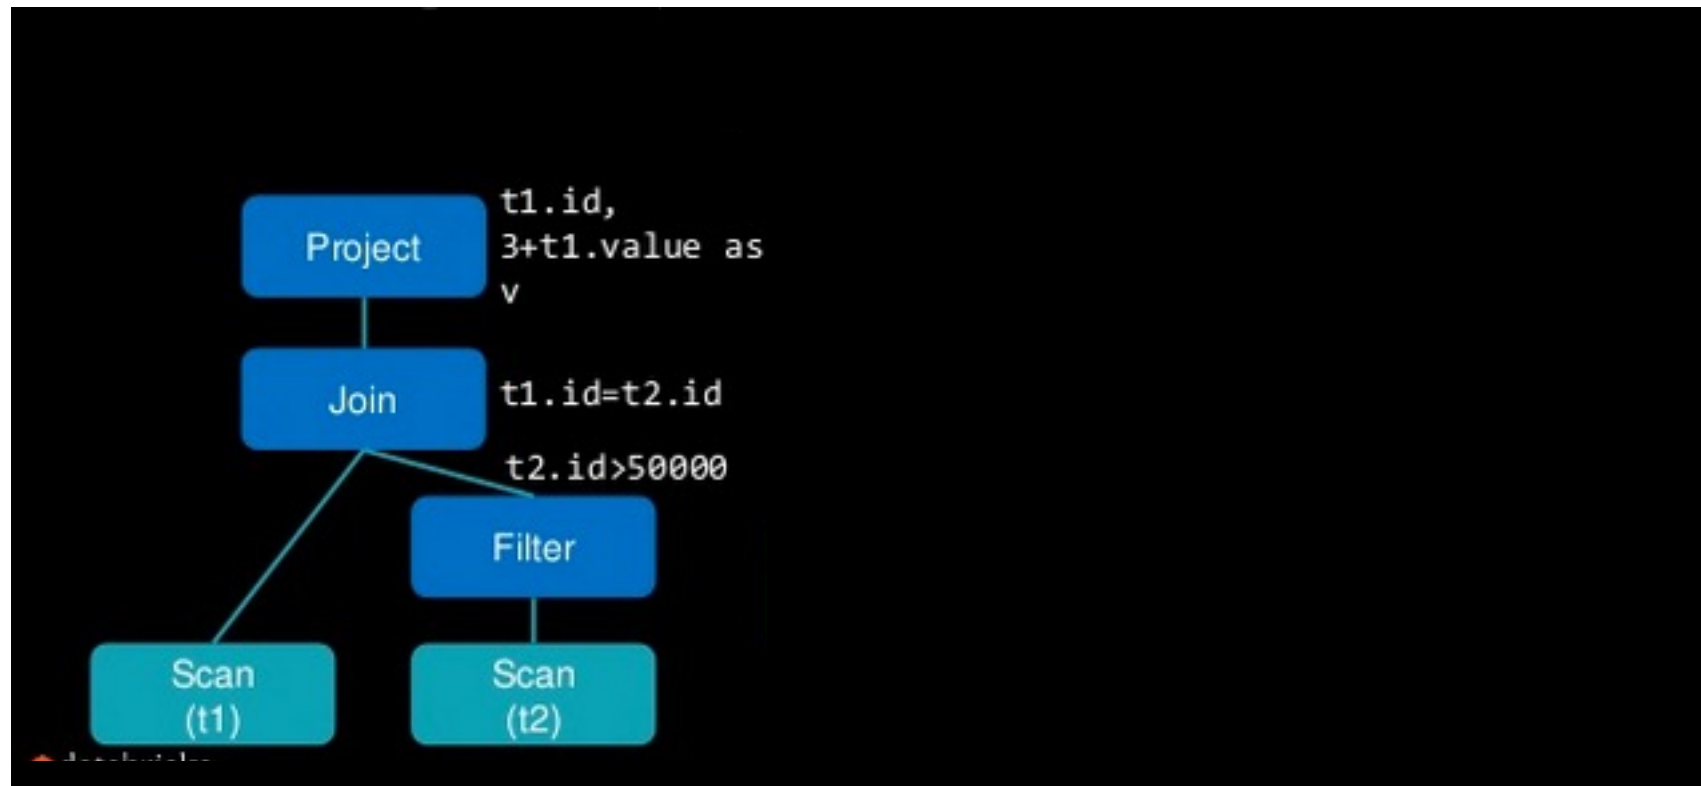 Project
t1.id,
3+t1.value as
v
Join
t1.id=t2.id
t2.id>50000
Filter
Scan
(t1)
Scan
(t2)